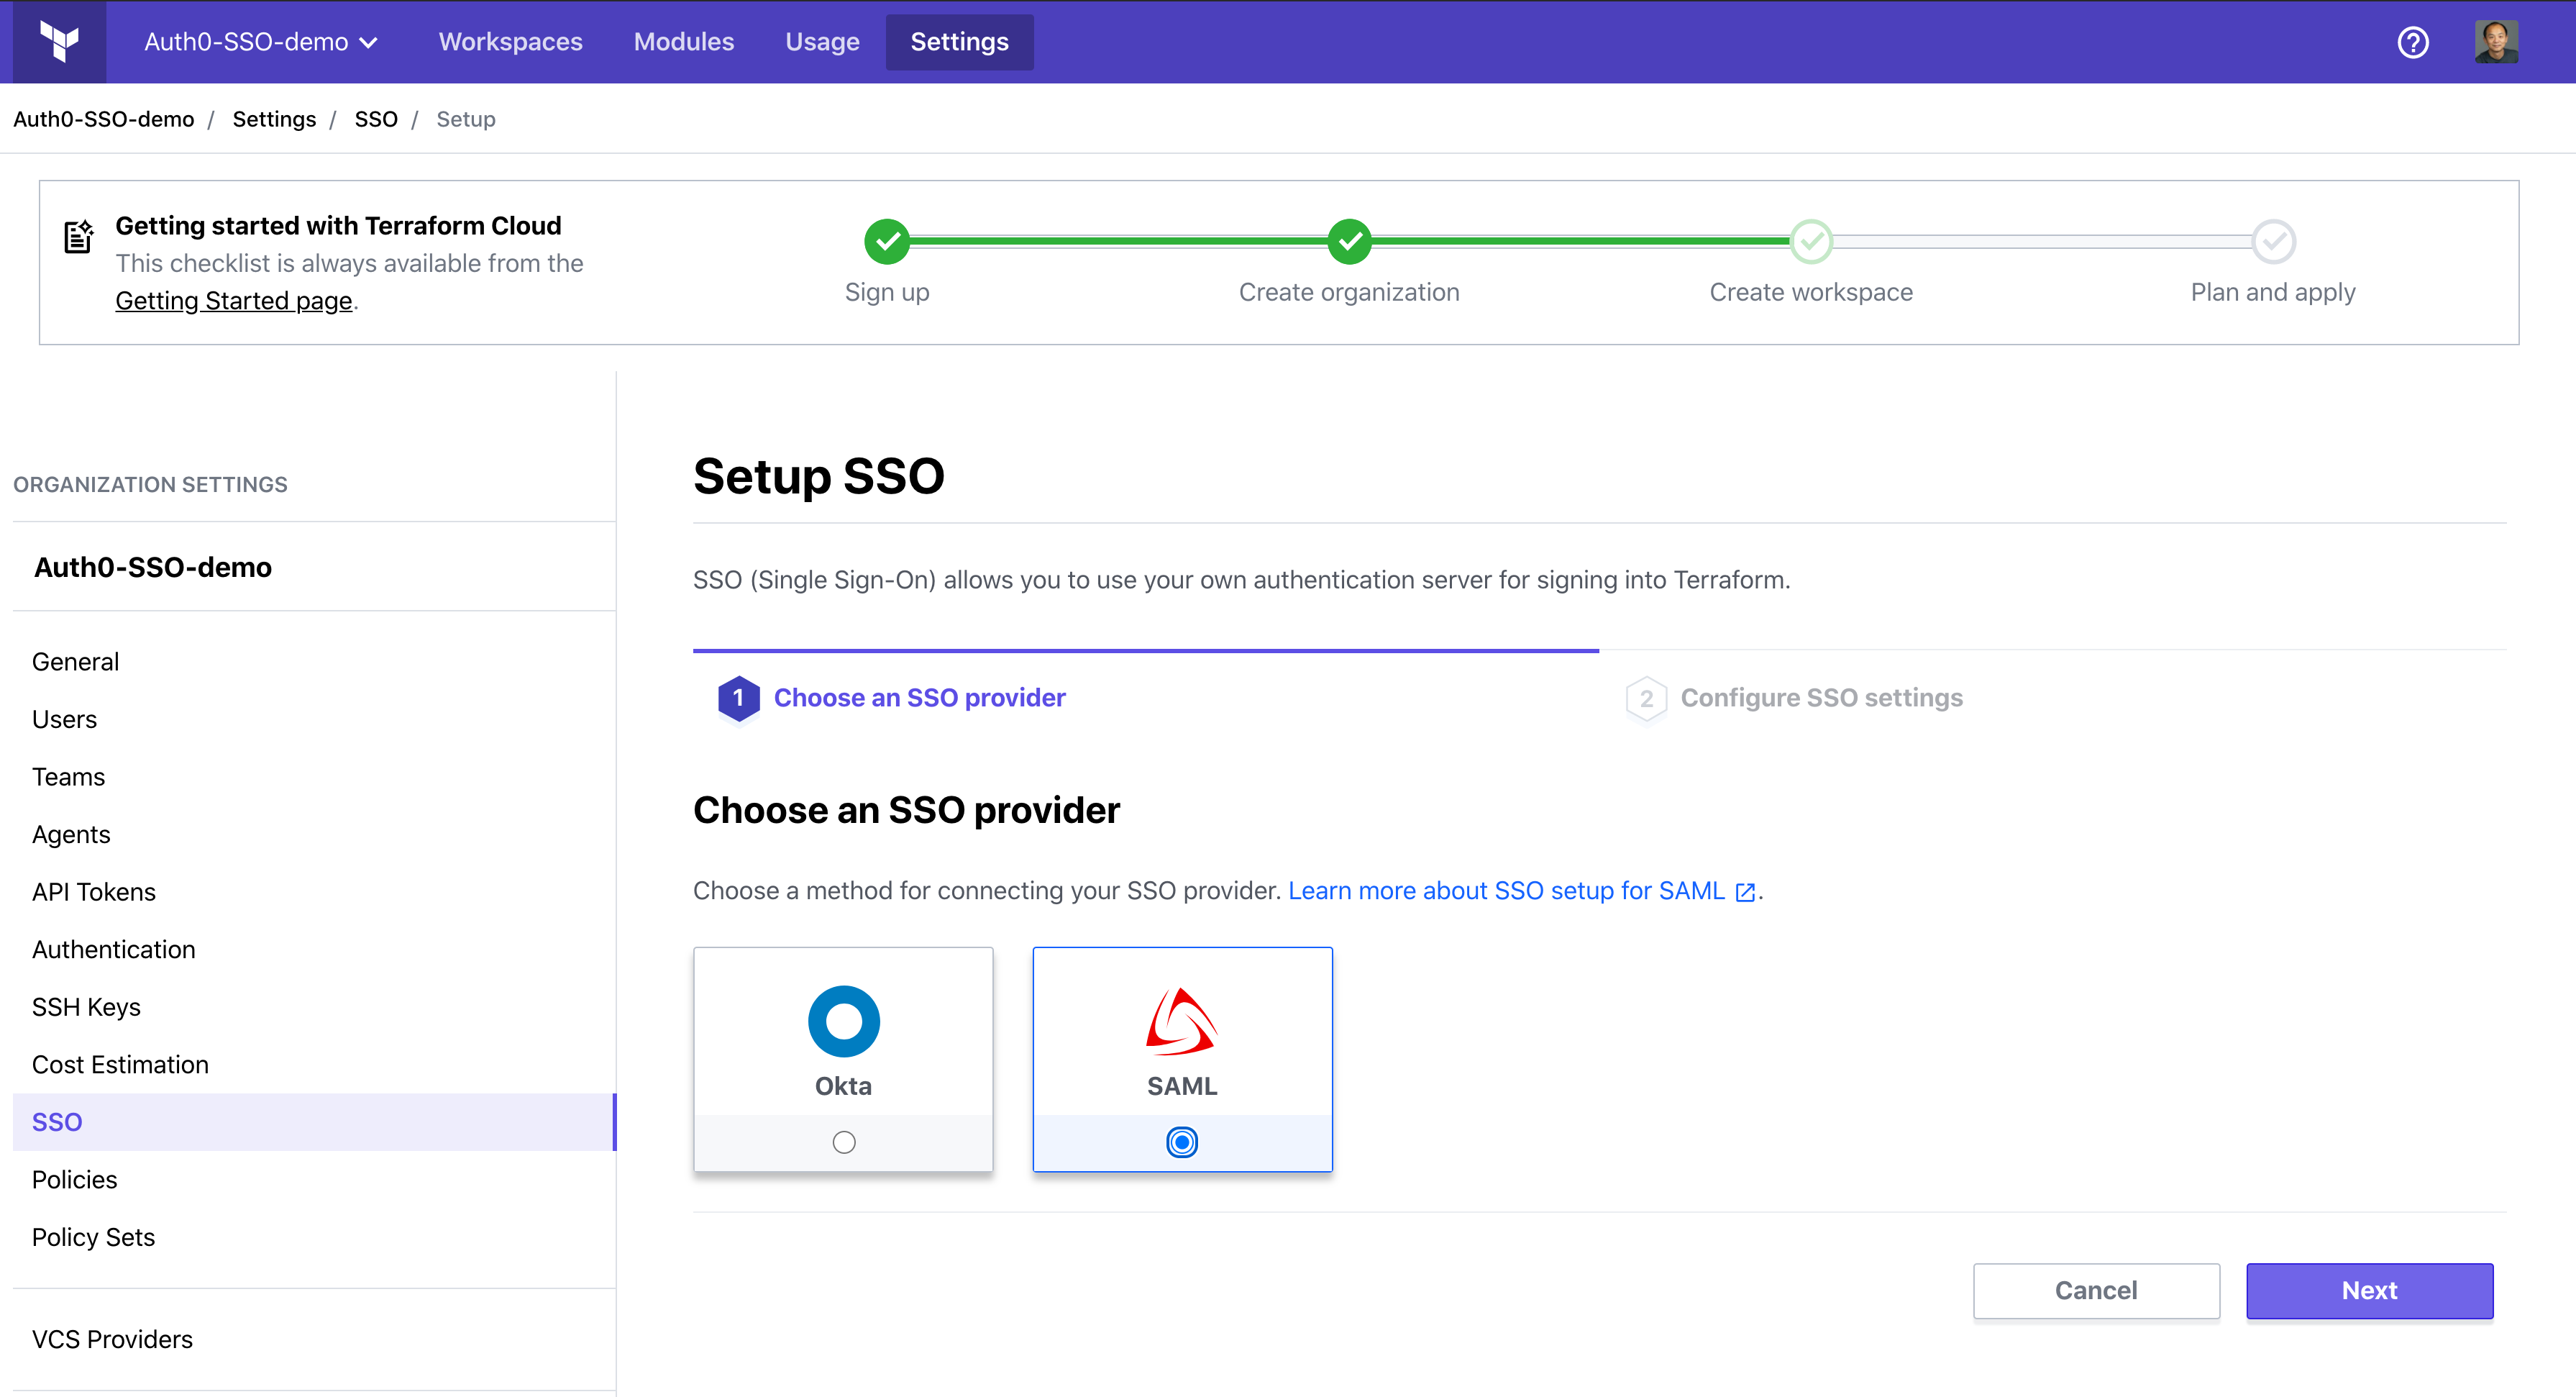 Auth0-SSO-demo Workspaces Modules Usage Settings
Auth0-SSO-demo / Settings / SSO / Setup
Getting started with Terraform Cloud
This checklist is always available from the
Getting Started page.
Sign up
Create organization
Create workspace
Plan and apply
ORGANIZATION SETTINGS
Auth0-SSO-demo
General
Users
Teams
Agents
API Tokens
Authentication
SSH Keys
Cost Estimation
SSO
Policies
Policy Sets
VCS Providers
Setup SSO
SSO (Single Sign-On) allows you to use your own authentication server for signing into Terraform.
1 Choose an SSO provider
2 Configure SSO settings
Choose an SSO provider
Choose a method for connecting your SSO provider. Learn more about SSO setup for SAML.
Okta
SAML
Cancel
Next